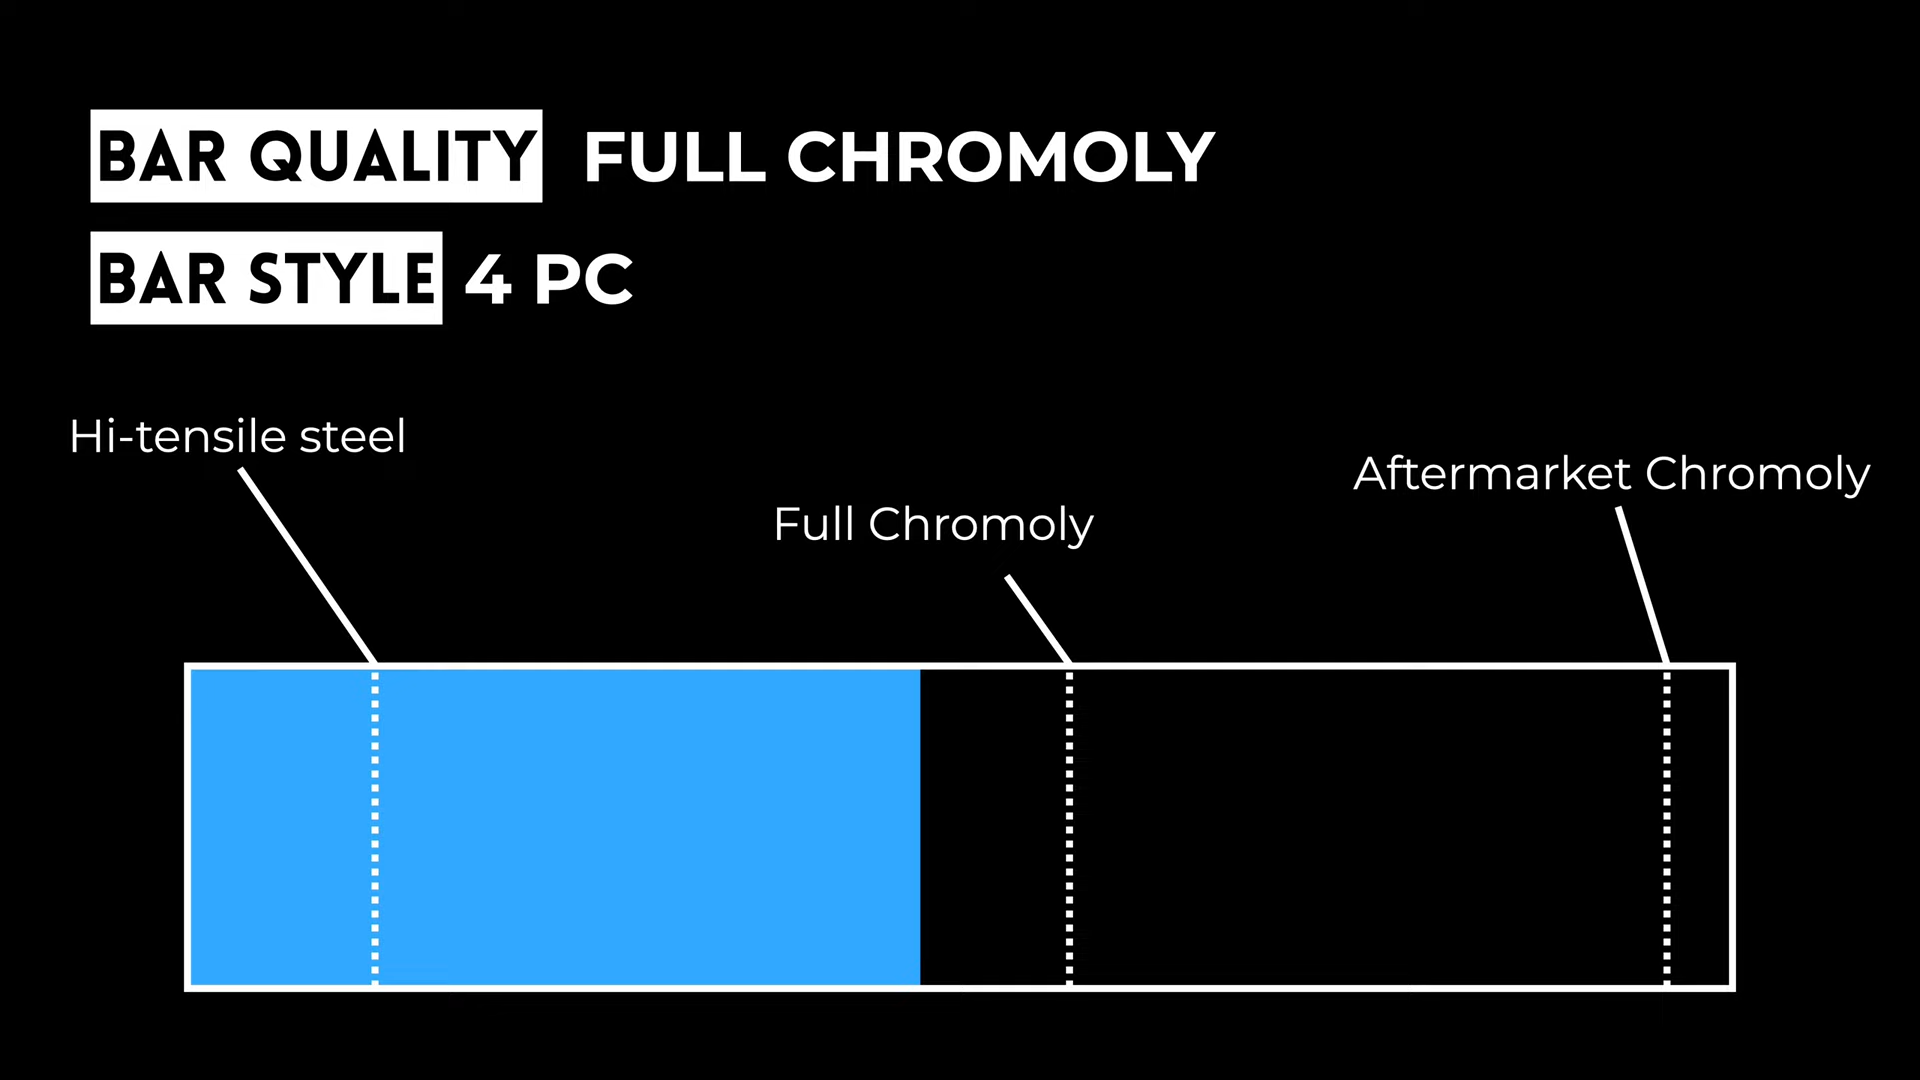 BAR QUALITY FULL CHROMOLY
BAR STYLE 4 PC
Hi-tensile steel
Aftermarket Chromoly
Full Chromoly